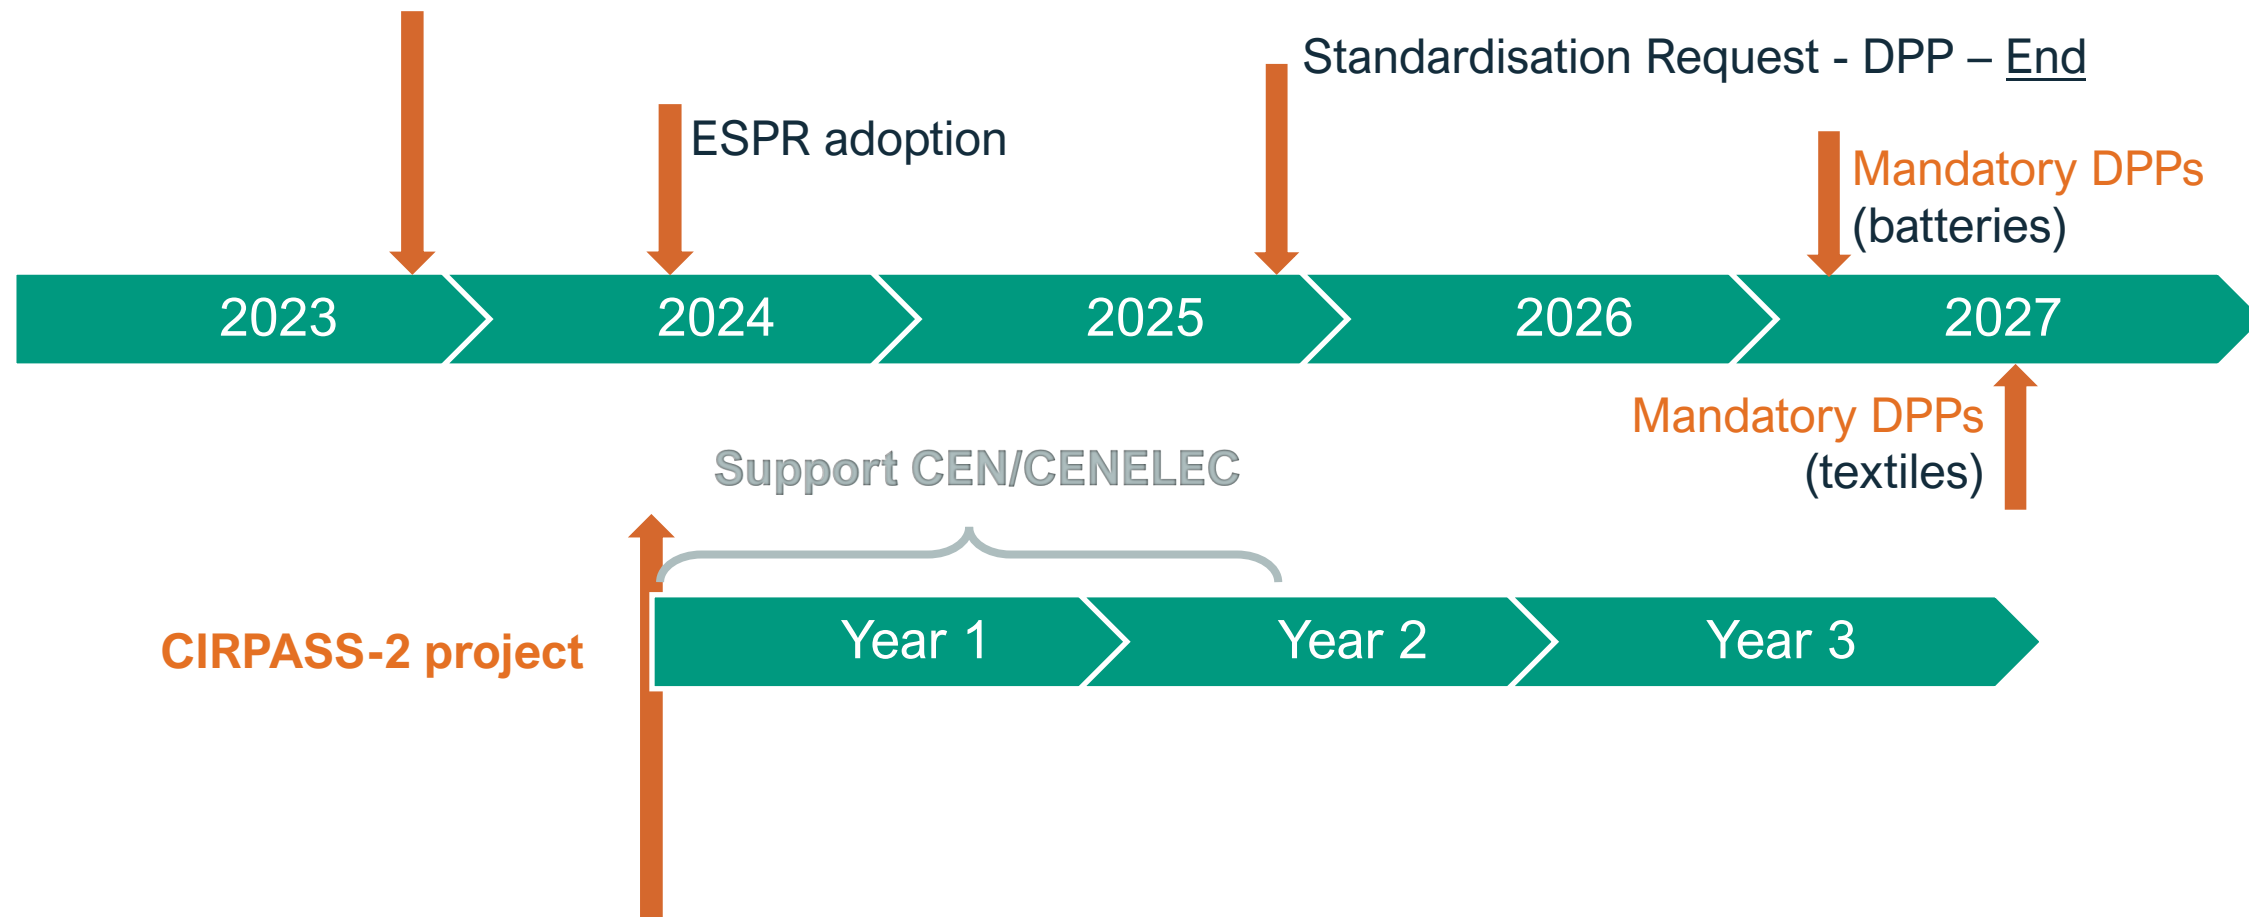 Standardisation Request - DPP – End
ESPR adoption
Mandatory DPPs
(batteries)
2023
2024
2025
2026
2027
Mandatory DPPs
(textiles)
Support CEN/CENELEC
CIRPASS-2 project
Year 1
Year 2
Year 3